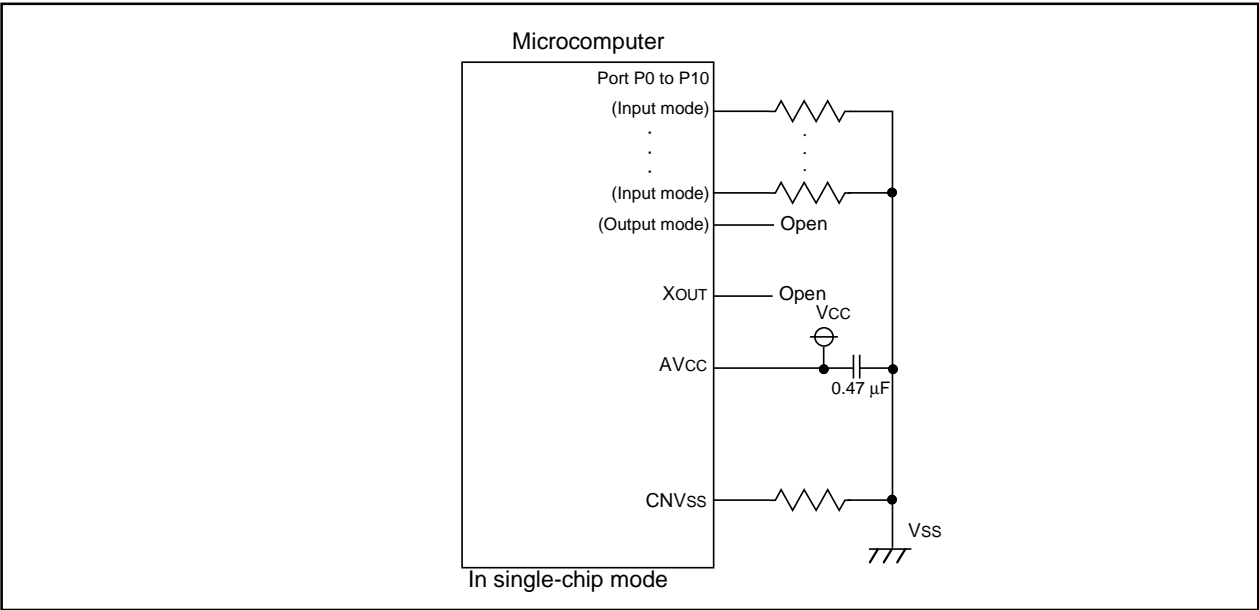 Microcomputer
Port P0 to P10
(Input mode)
(Input mode)
(Output mode)
Open
XOUT
Open
VCC
AVCC
0.47 µF
CNVSS
VSS
In single-chip mode